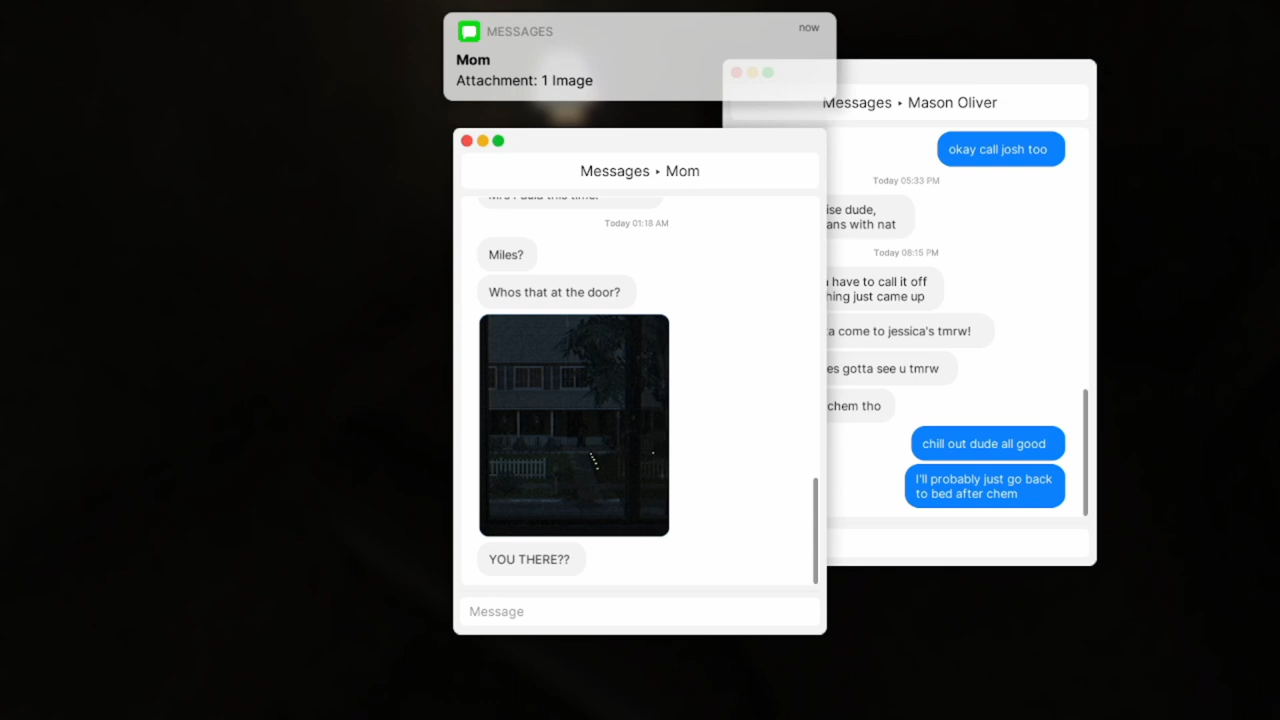 MESSAGES
now
Mom
Attachment: 1 Image
Messages ‣ Mom
Today 01:18 AM
Miles?
Whos that at the door?
YOU THERE??
Message
Messages ‣ Mason Oliver
okay call josh too
Today 05:33 PM
ise dude,
ans with nat
Today 08:15 PM
have to call it off
hing just came up
a come to jessica's tmrw!
es gotta see u tmrw
chem tho
chill out dude all good
I'll probably just go back
to bed after chem